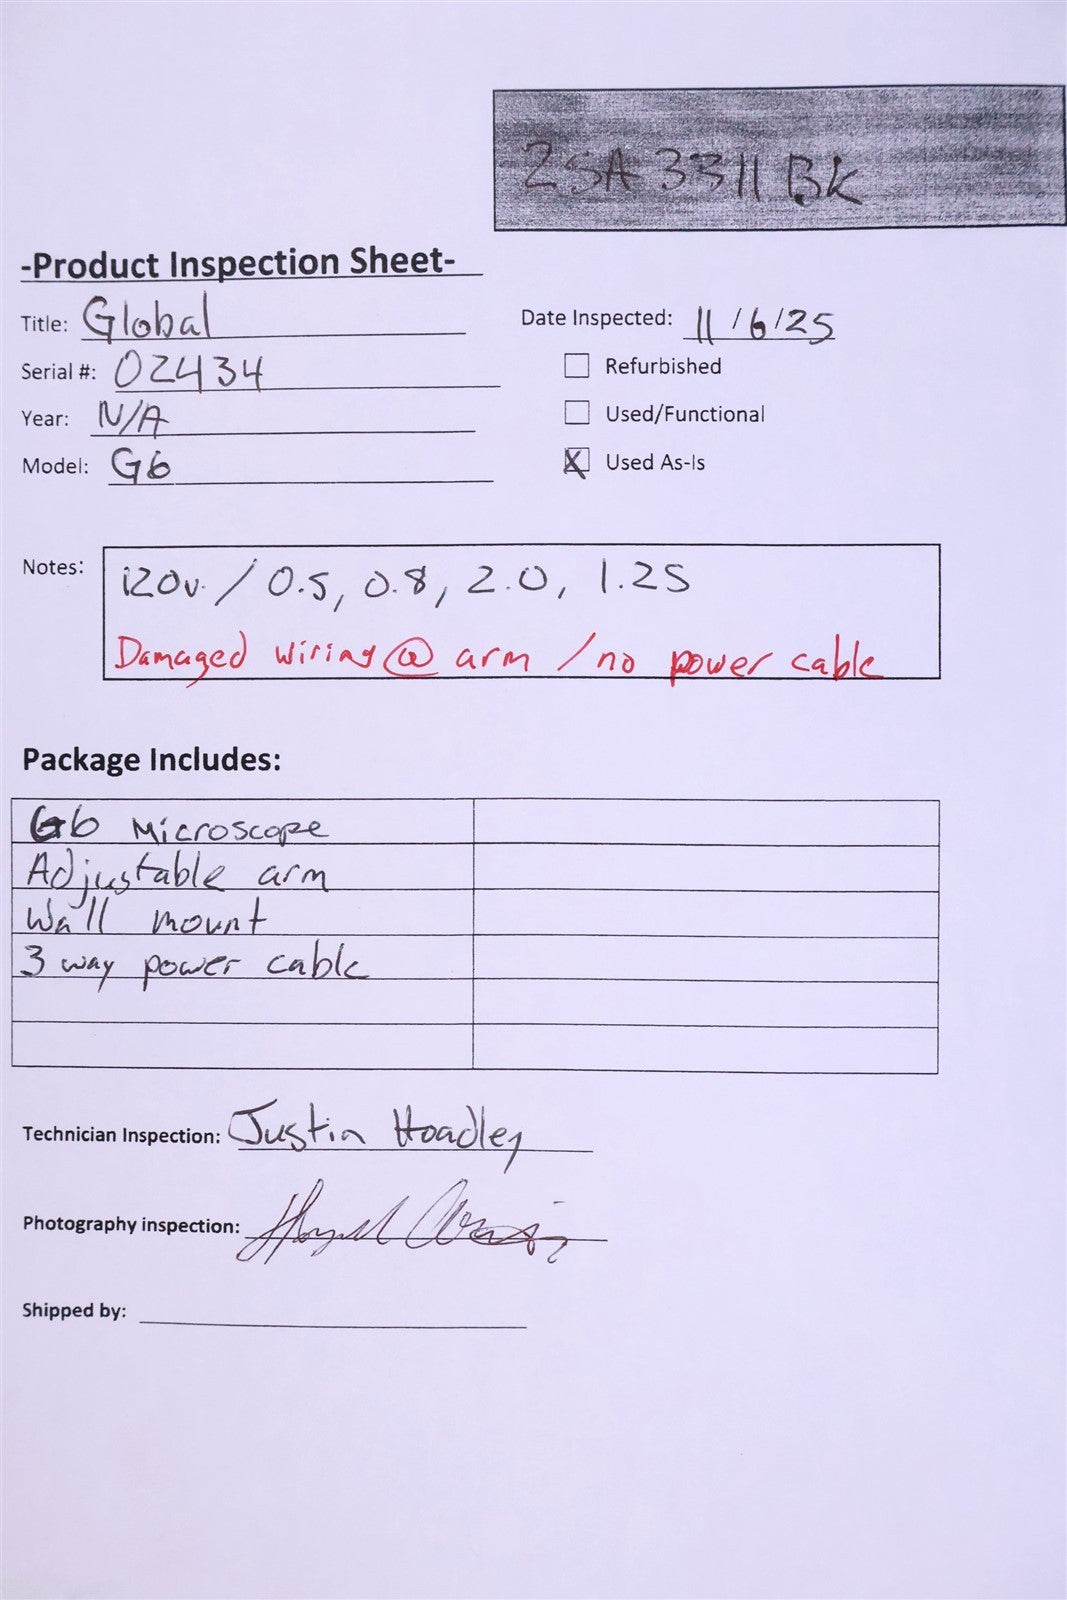 2SA 3311 BK
-Product Inspection Sheet-
Title: Global
Date Inspected: 11/6/25
Serial #: 02434
Refurbished
Year: N/A
Used/Functional
Model: G6
X Used As-Is
Notes: 120v. / 0.5, 0.8, 2.0, 1.25
Damaged wiring @ arm / no power cable
Package Includes:
G6 Microscope
Adjustable arm
Wall mount
3 way power cable
Technician Inspection: Justin Hoadley
Photography inspection:
Shipped by: